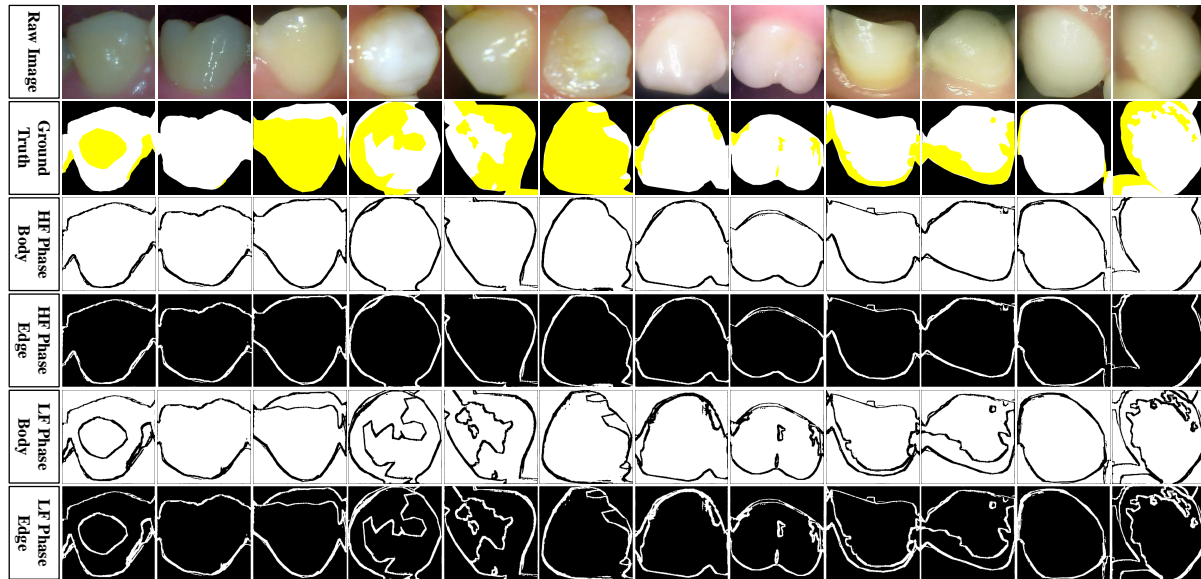 Raw Image
Ground
Truth
HF Phase
Body
HF Phase
Edge
LF Phase
Body
LF Phase
Edge